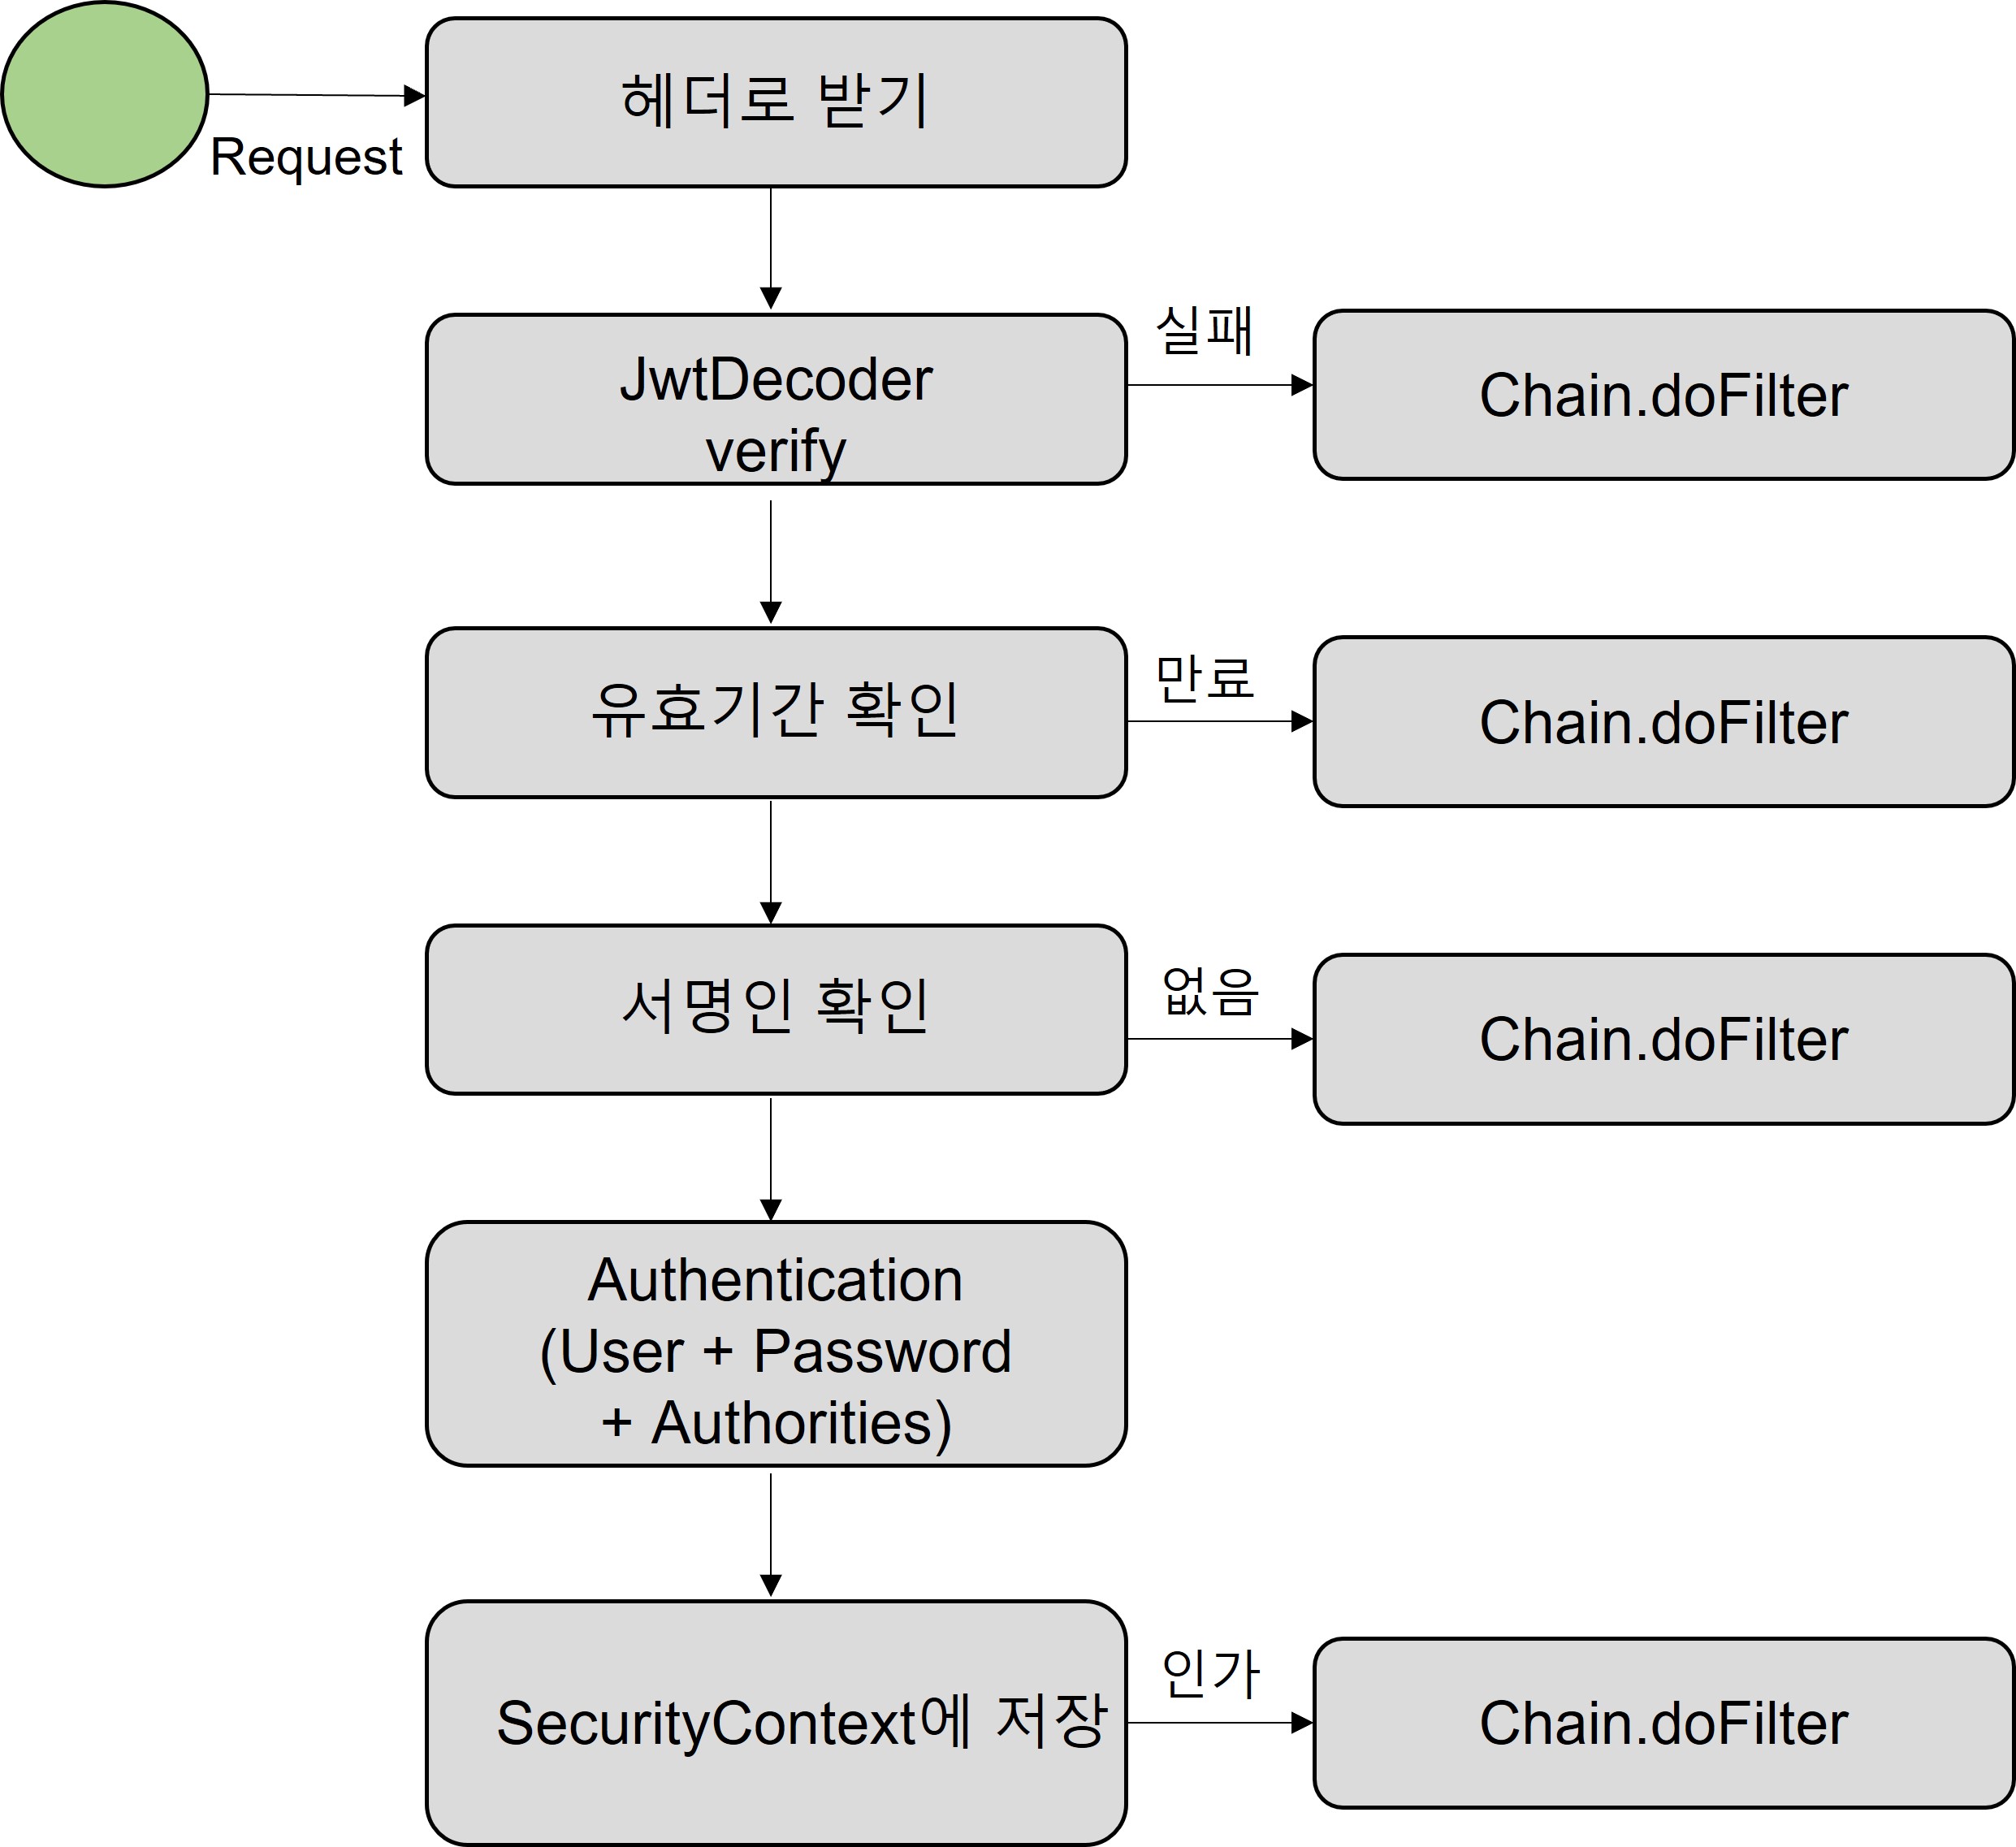 헤더로 받기
Request
JwtDecoder
verify
실패
Chain.doFilter
유효기간 확인
만료
Chain.doFilter
서명인 확인
없음
Chain.doFilter
Authentication
(User + Password
+ Authorities)
SecurityContext에 저장
인가
Chain.doFilter